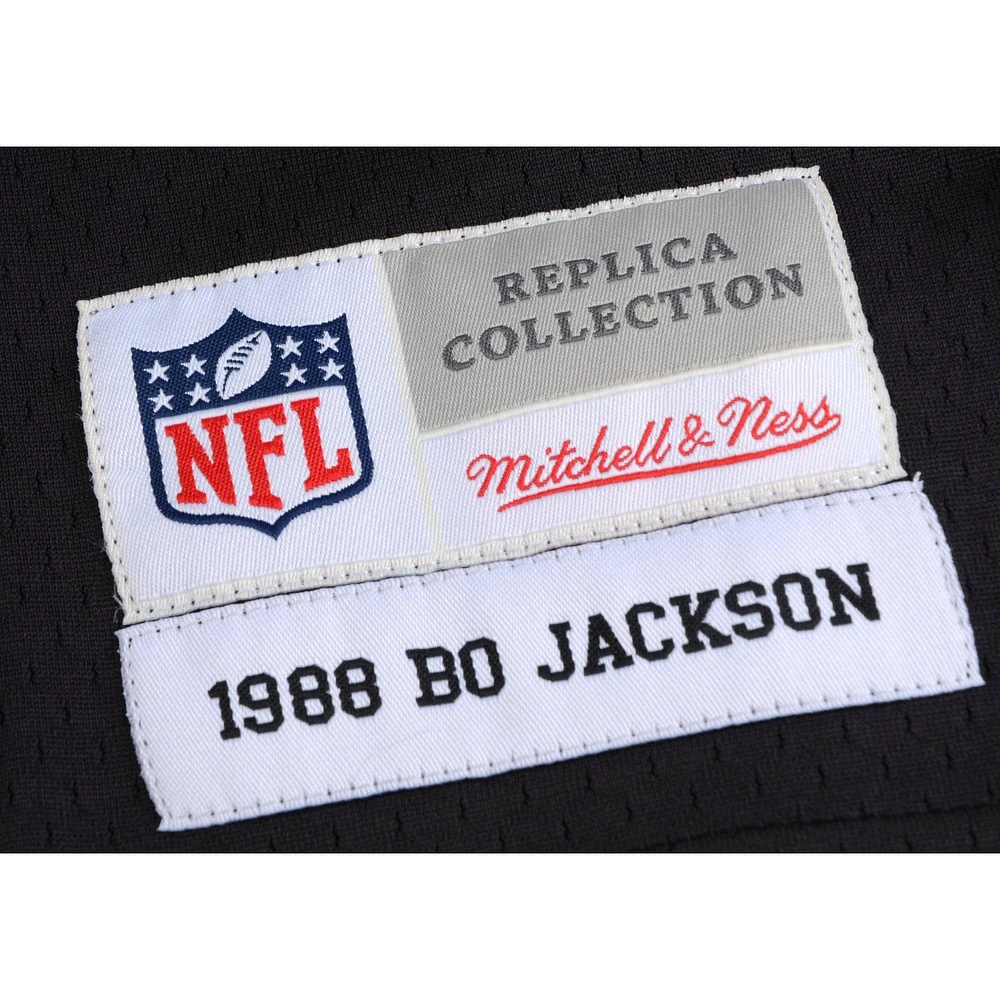 NFL
REPLICA
COLLECTION
Mitchell & Ness
1988 BO JACKSON